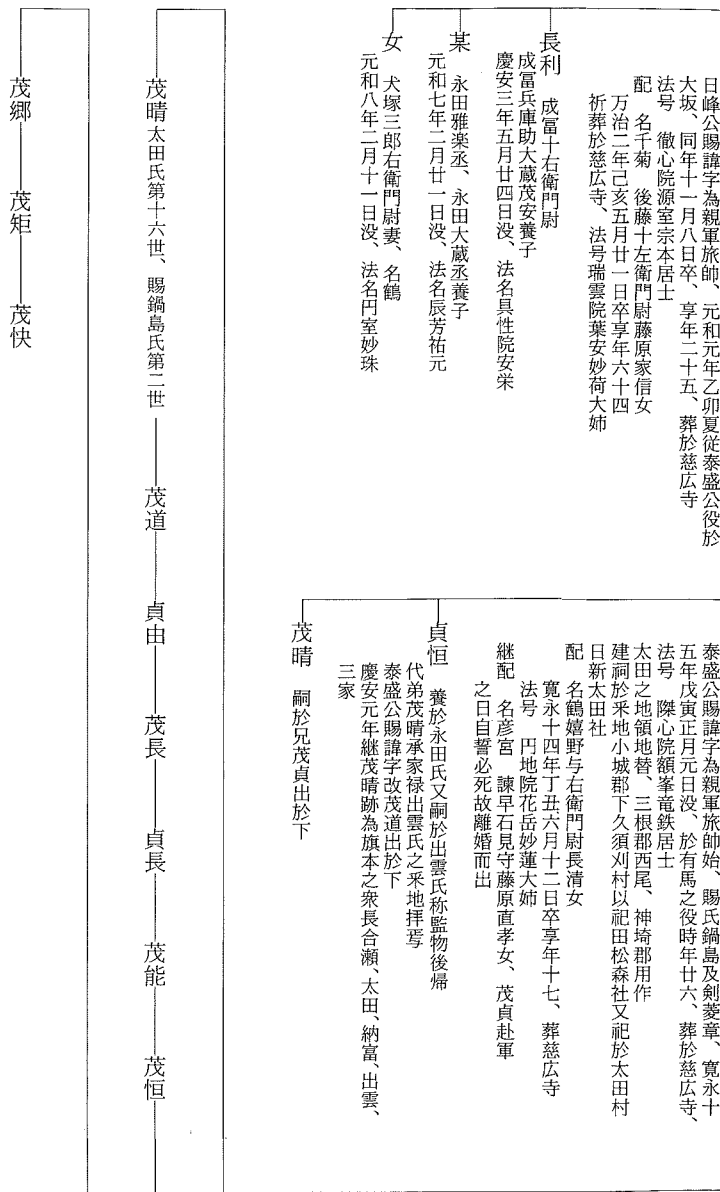 日峰公賜諱字為親軍旅帥、元和元年乙卯夏従泰盛公役於
大坂、同年十一月八日卒、享年二十五、葬於慈広寺
法号　徹心院源室宗本居士
配　名千菊　後藤十左衛門尉藤原家信女
万治二年己亥五月廿一日卒享年六十四
祈葬於慈広寺、法号瑞雲院葉安妙荷大姉
長利　成冨十右衛門尉
成冨兵庫助大蔵茂安養子
慶安三年五月廿四日没、法名具性院安栄
某　永田雅楽丞、永田大蔵丞養子
元和七年二月廿一日没、法名辰芳祐元
女　犬塚三郎右衛門尉妻、名鶴
元和八年二月十一日没、法名円室妙珠
泰盛公賜諱字為親軍旅帥始、賜氏鍋島及剣菱章、寛永十
五年戊寅正月元日没、於有馬之役時年廿六、葬於慈広寺、
法号　傑心院額峯竜鉄居士
太田之地領地替、三根郡西尾、神埼郡用作
建祠於釆地小城郡下久須刈村以祀田松森社又祀於太田村
日新太田社
配　名鶴嬉野与右衛門尉長清女
寛永十四年丁丑六月十二日卒享年十七、葬慈広寺
法号　円地院花岳妙蓮大姉
継配　名彦宮　諫早石見守藤原直孝女、茂貞赴軍
之日自誓必死故離婚而出
貞恒　養於永田氏又嗣於出雲氏称監物後帰
代弟茂晴承家禄出雲氏之釆地拝焉
泰盛公賜諱字改茂道出於下
慶安元年継茂晴跡為旗本之衆長合瀬、太田、納富、出雲、
三家
茂晴　嗣於兄茂貞出於下
茂晴太田氏第十六世、賜鍋島氏第二世　茂道　貞由　茂長　貞長　茂能　茂恒
茂郷　茂矩　茂快